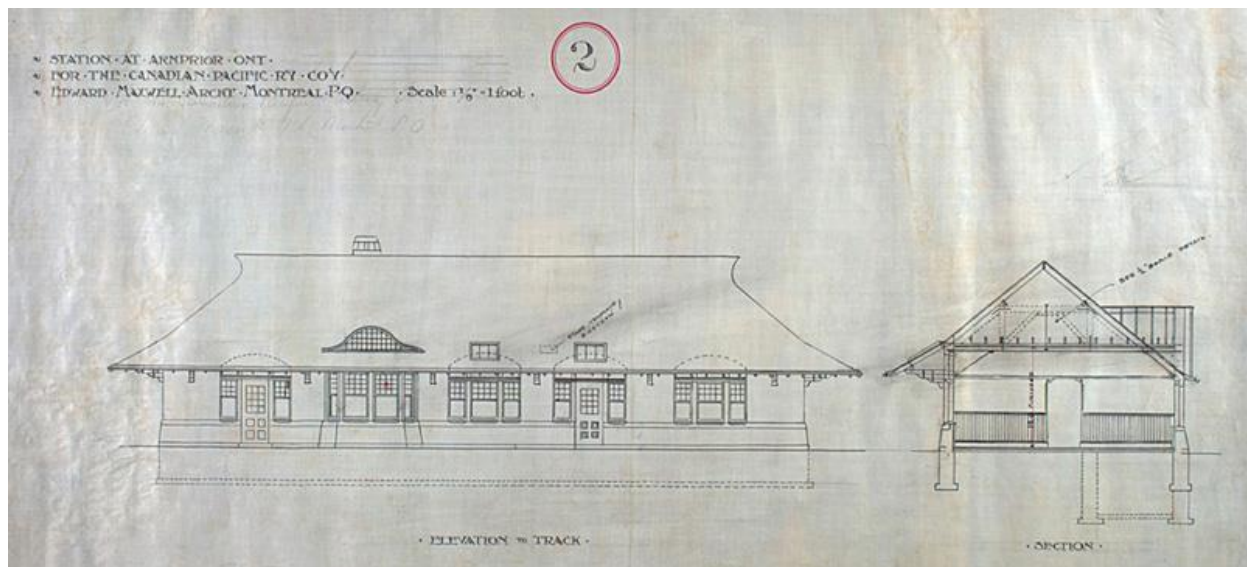 STATION · AT · ARNPRIOR · ONT ·
FOR · THE · CANADIAN · PACIFIC · RY · CO'Y ·
EDWARD · MAXWELL · ARCHT · MONTREAL · P.Q. · Scale 1/8" = 1 foot ·
2
· ELEVATION TO TRACK ·
· SECTION ·